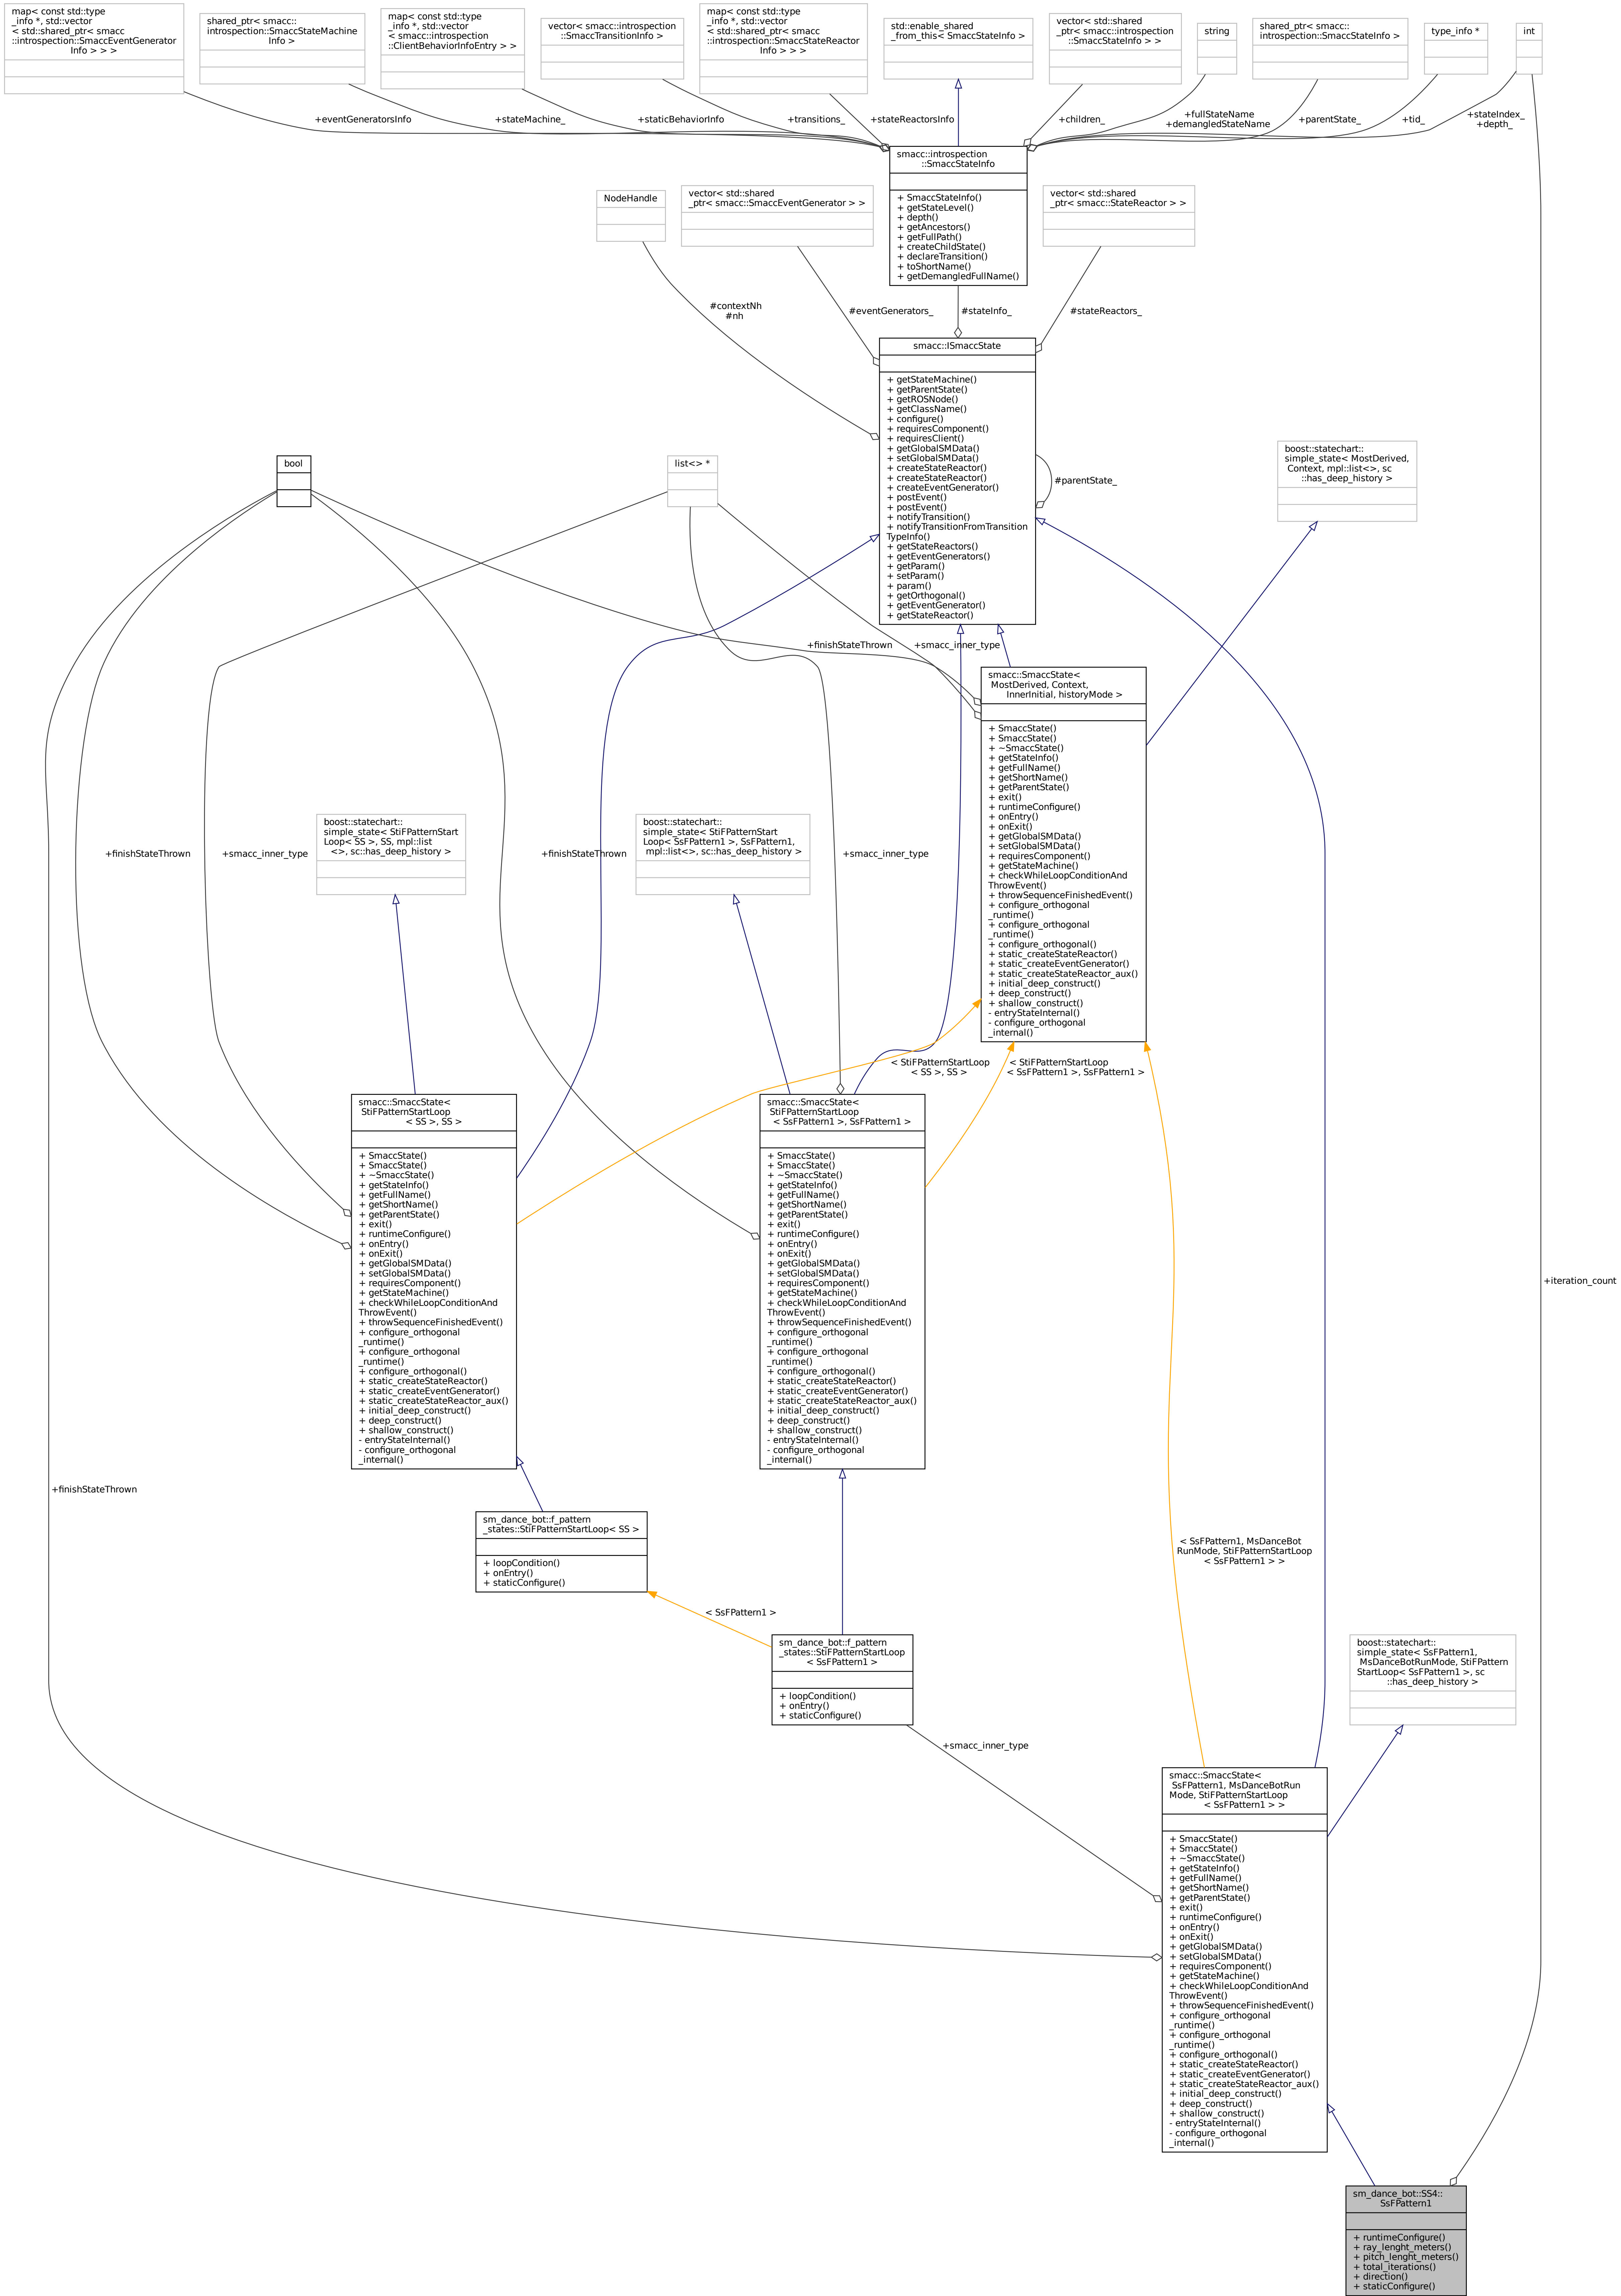 map< const std::type
_info *, std::vector
< std::shared_ptr< smacc
::introspection::SmaccEventGenerator
Info > > >
shared_ptr< smacc::
introspection::SmaccStateMachine
Info >
map< const std::type
_info *, std::vector
< smacc::introspection
::ClientBehaviorInfoEntry > >
vector< smacc::introspection
::SmaccTransitionInfo >
map< const std::type
_info *, std::vector
< std::shared_ptr< smacc
::introspection::SmaccStateReactor
Info > > >
std::enable_shared
_from_this< SmaccStateInfo >
vector< std::shared
_ptr< smacc::introspection
::SmaccStateInfo > >
string
shared_ptr< smacc::
introspection::SmaccStateInfo >
type_info *
int
+eventGeneratorsInfo
+stateMachine_
+staticBehaviorInfo
+transitions_
+stateReactorsInfo
+children_
+fullStateName
+demangledStateName
+parentState_
+tid_
+stateIndex_
+depth_
smacc::introspection
::SmaccStateInfo
+ SmaccStateInfo()
+ getStateLevel()
+ depth()
+ getAncestors()
+ getFullPath()
+ createChildState()
+ declareTransition()
+ toShortName()
+ getDemangledFullName()
NodeHandle
vector< std::shared
_ptr< smacc::SmaccEventGenerator > >
vector< std::shared
_ptr< smacc::StateReactor > >
#contextNh
#nh
#eventGenerators_
#stateInfo_
#stateReactors_
smacc::ISmaccState
+ getStateMachine()
+ getParentState()
+ getROSNode()
+ getClassName()
+ configure()
+ requiresComponent()
+ requiresClient()
+ getGlobalSMData()
+ setGlobalSMData()
+ createStateReactor()
+ createStateReactor()
+ createEventGenerator()
+ postEvent()
+ postEvent()
+ notifyTransition()
+ notifyTransitionFromTransition
TypeInfo()
+ getStateReactors()
+ getEventGenerators()
+ getParam()
+ setParam()
+ param()
+ getOrthogonal()
+ getEventGenerator()
+ getStateReactor()
#parentState_
bool
list<> *
boost::statechart::
simple_state< MostDerived,
Context, mpl::list<>, sc
::has_deep_history >
+finishStateThrown
+smacc_inner_type
smacc::SmaccState<
MostDerived, Context,
InnerInitial, historyMode >
+ SmaccState()
+ SmaccState()
+ ~SmaccState()
+ getStateInfo()
+ getFullName()
+ getShortName()
+ getParentState()
+ exit()
+ runtimeConfigure()
+ onEntry()
+ onExit()
+ getGlobalSMData()
+ setGlobalSMData()
+ requiresComponent()
+ getStateMachine()
+ checkWhileLoopConditionAnd
ThrowEvent()
+ throwSequenceFinishedEvent()
+ configure_orthogonal
_runtime()
+ configure_orthogonal
_runtime()
+ configure_orthogonal()
+ static_createStateReactor()
+ static_createEventGenerator()
+ static_createStateReactor_aux()
+ initial_deep_construct()
+ deep_construct()
+ shallow_construct()
- entryStateInternal()
- configure_orthogonal
_internal()
boost::statechart::
simple_state< StiFPatternStart
Loop< SS >, SS, mpl::list
<>, sc::has_deep_history >
boost::statechart::
simple_state< StiFPatternStart
Loop< SsFPattern1 >, SsFPattern1,
mpl::list<>, sc::has_deep_history >
+finishStateThrown
+smacc_inner_type
+finishStateThrown
+smacc_inner_type
< StiFPatternStartLoop
< SS >, SS >
< StiFPatternStartLoop
< SsFPattern1 >, SsFPattern1 >
smacc::SmaccState<
StiFPatternStartLoop
< SS >, SS >
+ SmaccState()
+ SmaccState()
+ ~SmaccState()
+ getStateInfo()
+ getFullName()
+ getShortName()
+ getParentState()
+ exit()
+ runtimeConfigure()
+ onEntry()
+ onExit()
+ getGlobalSMData()
+ setGlobalSMData()
+ requiresComponent()
+ getStateMachine()
+ checkWhileLoopConditionAnd
ThrowEvent()
+ throwSequenceFinishedEvent()
+ configure_orthogonal
_runtime()
+ configure_orthogonal
_runtime()
+ configure_orthogonal()
+ static_createStateReactor()
+ static_createEventGenerator()
+ static_createStateReactor_aux()
+ initial_deep_construct()
+ deep_construct()
+ shallow_construct()
- entryStateInternal()
- configure_orthogonal
_internal()
smacc::SmaccState<
StiFPatternStartLoop
< SsFPattern1 >, SsFPattern1 >
+ SmaccState()
+ SmaccState()
+ ~SmaccState()
+ getStateInfo()
+ getFullName()
+ getShortName()
+ getParentState()
+ exit()
+ runtimeConfigure()
+ onEntry()
+ onExit()
+ getGlobalSMData()
+ setGlobalSMData()
+ requiresComponent()
+ getStateMachine()
+ checkWhileLoopConditionAnd
ThrowEvent()
+ throwSequenceFinishedEvent()
+ configure_orthogonal
_runtime()
+ configure_orthogonal
_runtime()
+ configure_orthogonal()
+ static_createStateReactor()
+ static_createEventGenerator()
+ static_createStateReactor_aux()
+ initial_deep_construct()
+ deep_construct()
+ shallow_construct()
- entryStateInternal()
- configure_orthogonal
_internal()
+iteration_count
+finishStateThrown
sm_dance_bot::f_pattern
_states::StiFPatternStartLoop< SS >
+ loopCondition()
+ onEntry()
+ staticConfigure()
< SsFPattern1, MsDanceBot
RunMode, StiFPatternStartLoop
< SsFPattern1 > >
< SsFPattern1 >
sm_dance_bot::f_pattern
_states::StiFPatternStartLoop
< SsFPattern1 >
+ loopCondition()
+ onEntry()
+ staticConfigure()
boost::statechart::
simple_state< SsFPattern1,
MsDanceBotRunMode, StiFPattern
StartLoop< SsFPattern1 >, sc
::has_deep_history >
+smacc_inner_type
smacc::SmaccState<
SsFPattern1, MsDanceBotRun
Mode, StiFPatternStartLoop
< SsFPattern1 > >
+ SmaccState()
+ SmaccState()
+ ~SmaccState()
+ getStateInfo()
+ getFullName()
+ getShortName()
+ getParentState()
+ exit()
+ runtimeConfigure()
+ onEntry()
+ onExit()
+ getGlobalSMData()
+ setGlobalSMData()
+ requiresComponent()
+ getStateMachine()
+ checkWhileLoopConditionAnd
ThrowEvent()
+ throwSequenceFinishedEvent()
+ configure_orthogonal
_runtime()
+ configure_orthogonal
_runtime()
+ configure_orthogonal()
+ static_createStateReactor()
+ static_createEventGenerator()
+ static_createStateReactor_aux()
+ initial_deep_construct()
+ deep_construct()
+ shallow_construct()
- entryStateInternal()
- configure_orthogonal
_internal()
sm_dance_bot::SS4::
SsFPattern1
+ runtimeConfigure()
+ ray_lenght_meters()
+ pitch_lenght_meters()
+ total_iterations()
+ direction()
+ staticConfigure()